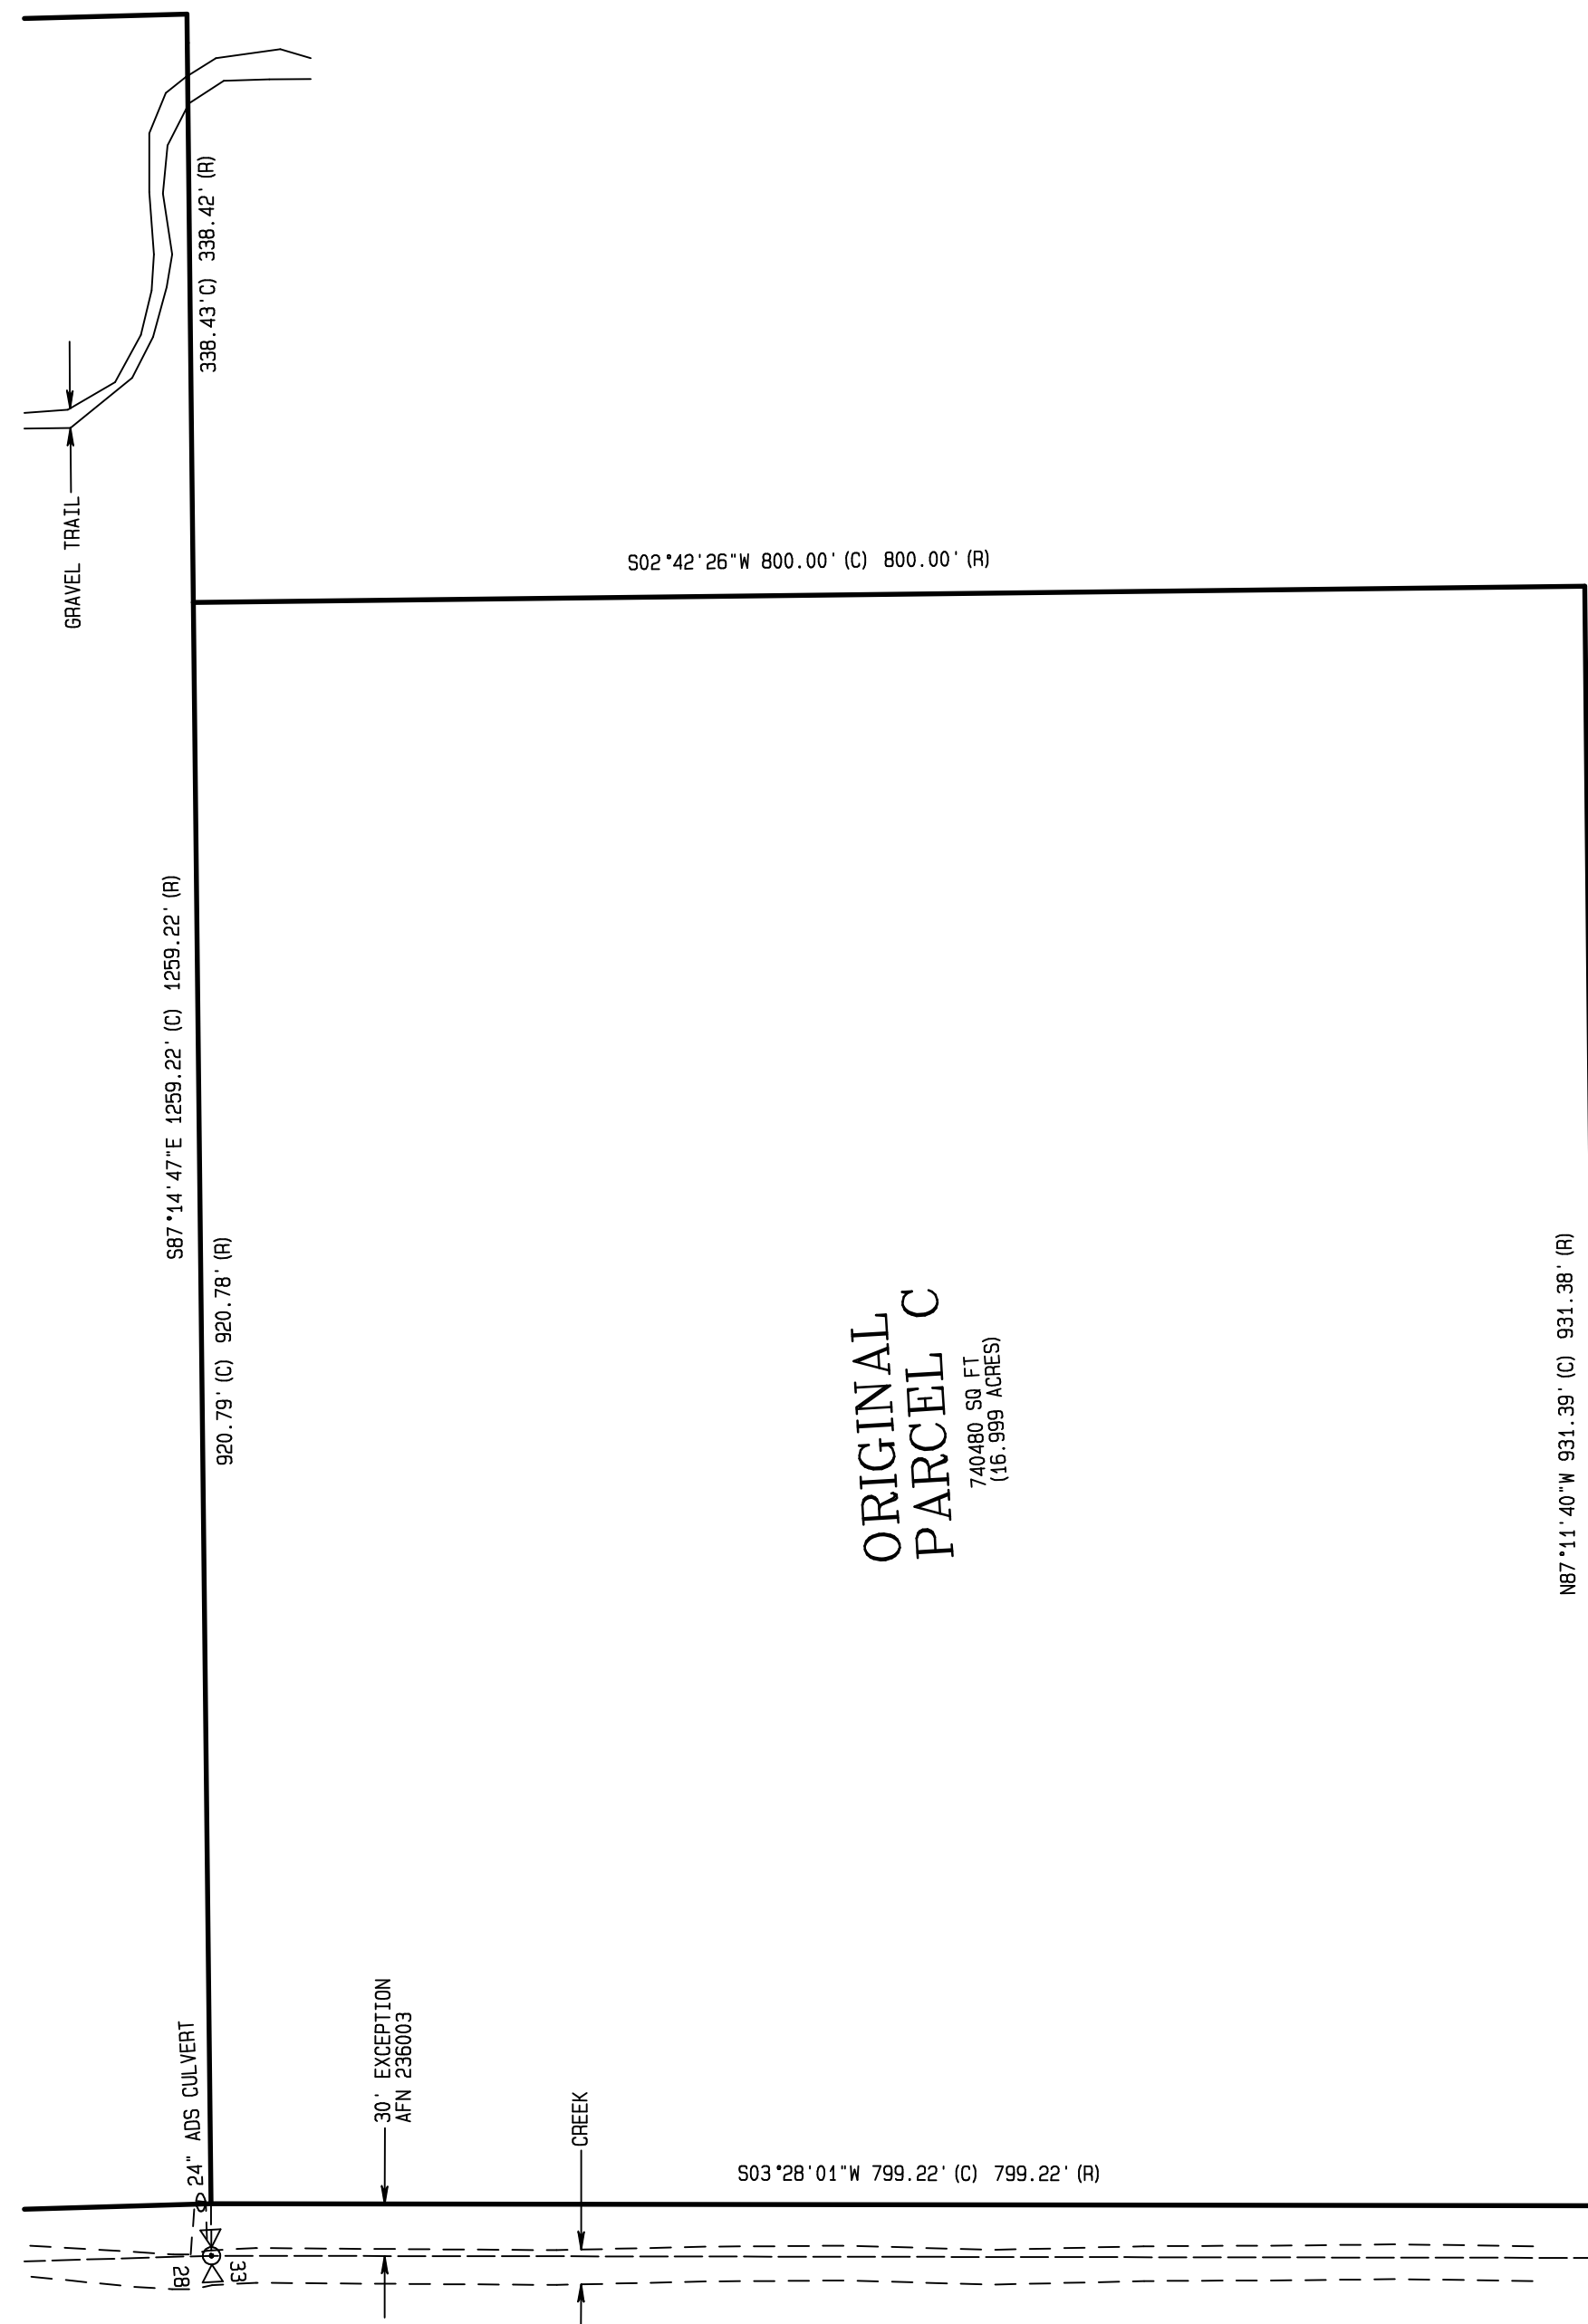 338.43'C) 338.42'(R)
GRAVEL TRAIL
S02°42'26"W 800.00'(C) 800.00'(R)
S87°14'47"E 1259.22'(C) 1259.22'(R)
920.79'(C) 920.78'(R)
ORIGINAL
PARCEL C
740480 SQ FT
(16.999 ACRES)
N87°11'40"W 931.39'(C) 931.38'(R)
24" ADS CULVERT
30' EXCEPTION
AFN 236003
CREEK
S03°28'01"W 799.22'(C) 799.22'(R)
28
33